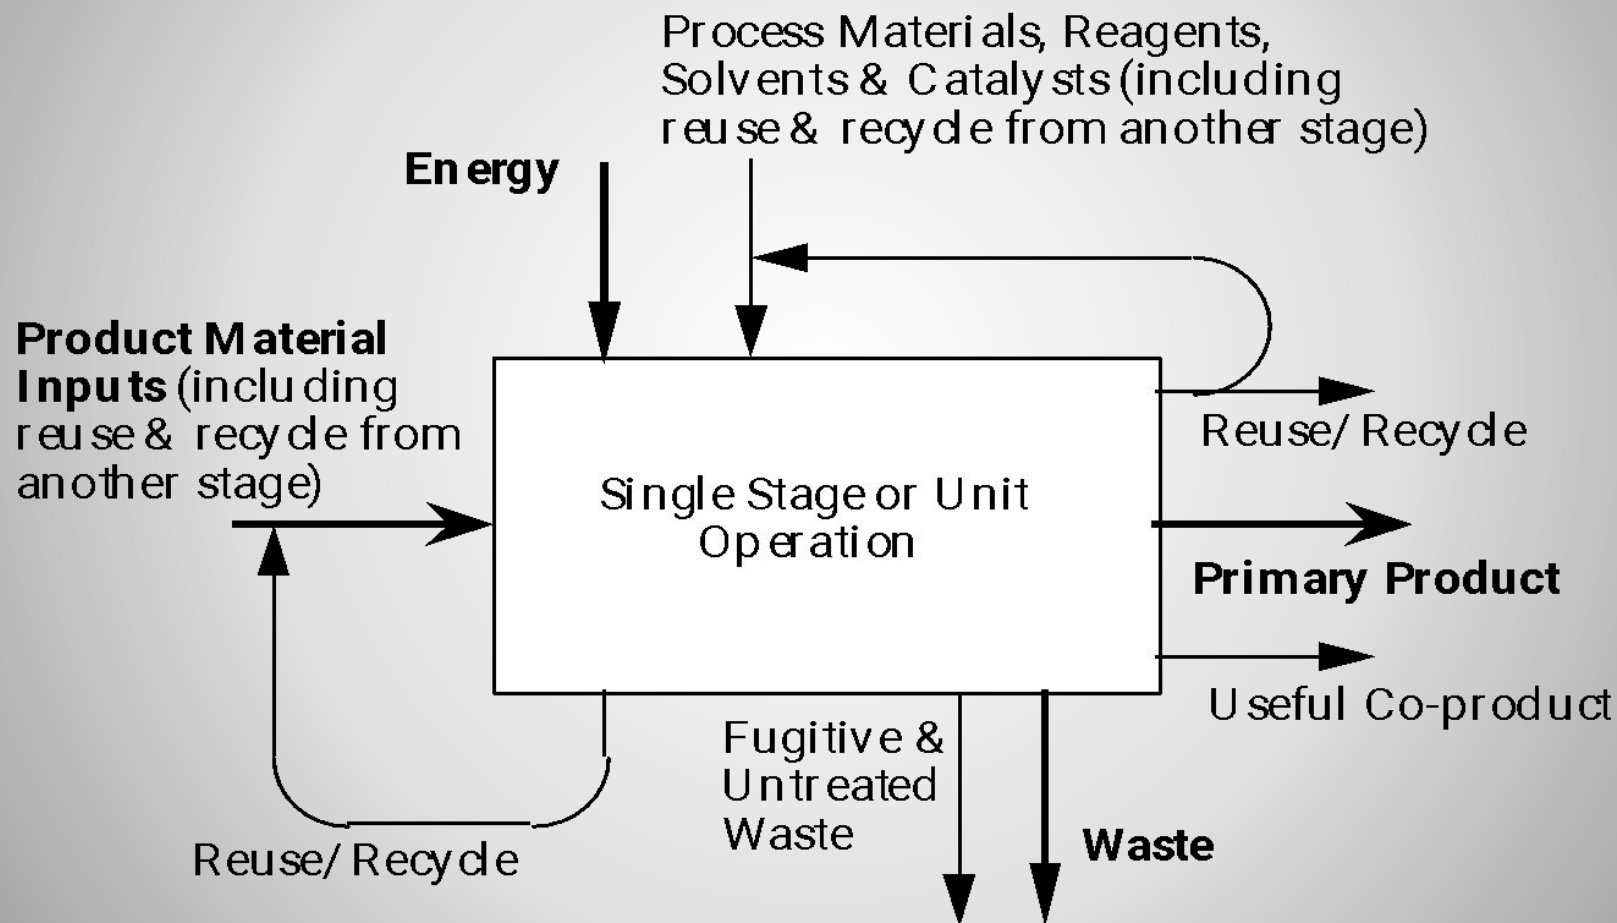 Process Materials, Reagents,
Solvents & Catalysts (including
reuse & recycle from another stage)
Energy
Product Material
Inputs (including
reuse & recycle from
another stage)
Reuse/ Recycle
Single Stage or Unit
Operation
Primary Product
Useful Co-product
Fugitive &
Untreated
Waste
Waste
Reuse/ Recycle